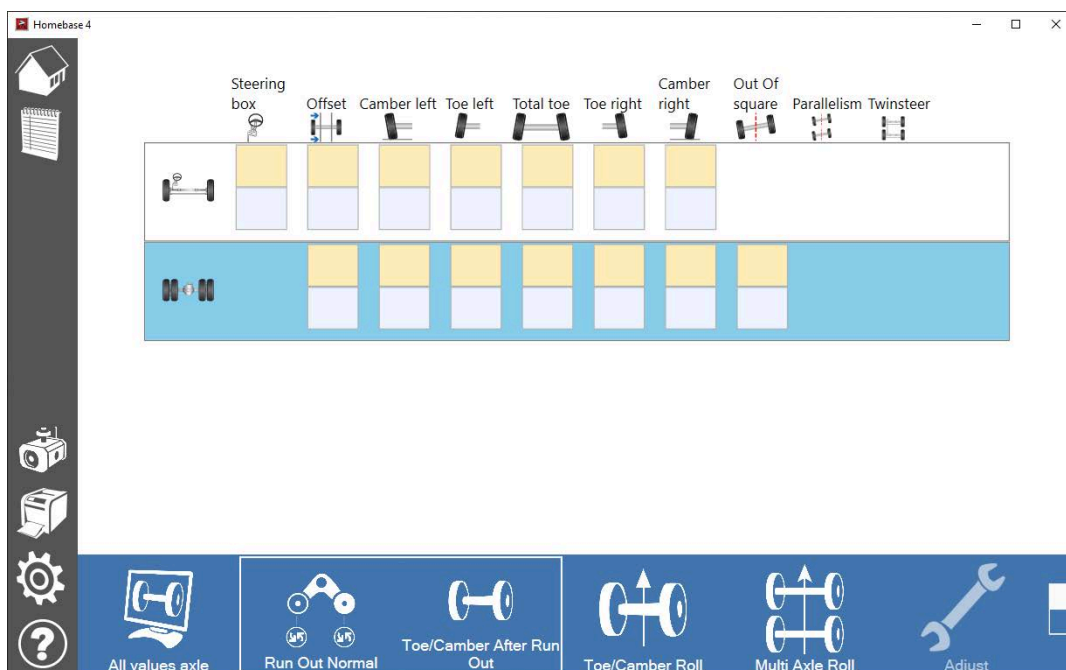 Homebase 4
Steering
box
Offset
Camber left
Toe left
Total toe
Toe right
Camber
right
Out Of
square
Parallelism
Twinsteer
All values axle
Run Out Normal
Toe/Camber After Run
Out
Toe/Camber Roll
Multi Axle Roll
Adjust